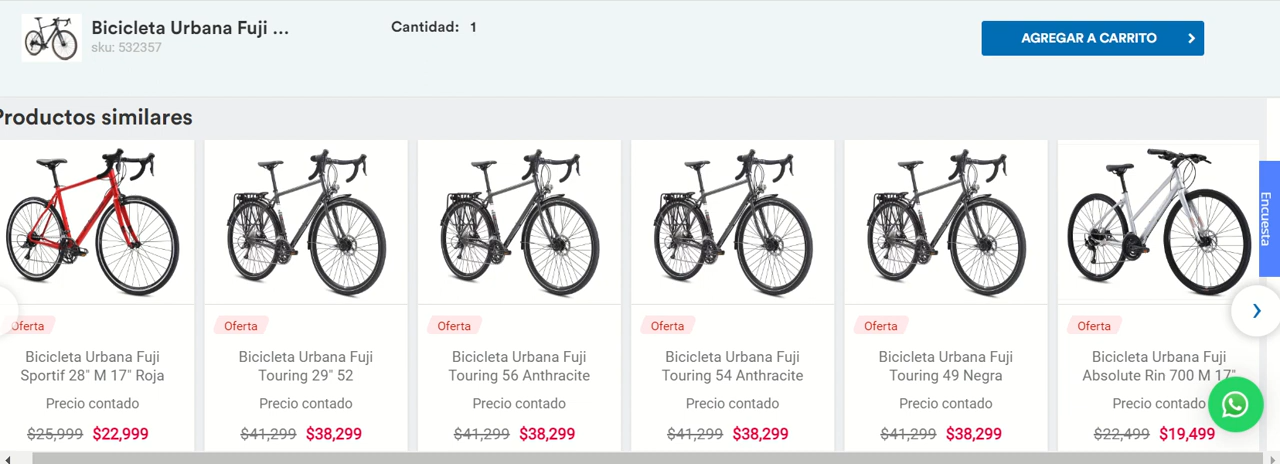 Bicicleta Urbana Fuji ...
sku: 532357
Cantidad: 1
AGREGAR A CARRITO
Productos similares
Encuesta
Oferta
Bicicleta Urbana Fuji
Sportif 28" M 17" Roja
Precio contado
$25,999 $22,999
Oferta
Bicicleta Urbana Fuji
Touring 29" 52
Precio contado
$41,299 $38,299
Oferta
Bicicleta Urbana Fuji
Touring 56 Anthracite
Precio contado
$41,299 $38,299
Oferta
Bicicleta Urbana Fuji
Touring 54 Anthracite
Precio contado
$41,299 $38,299
Oferta
Bicicleta Urbana Fuji
Touring 49 Negra
Precio contado
$41,299 $38,299
Oferta
Bicicleta Urbana Fuji
Absolute Rin 700 M 17"
Precio contado
$22,499 $19,499